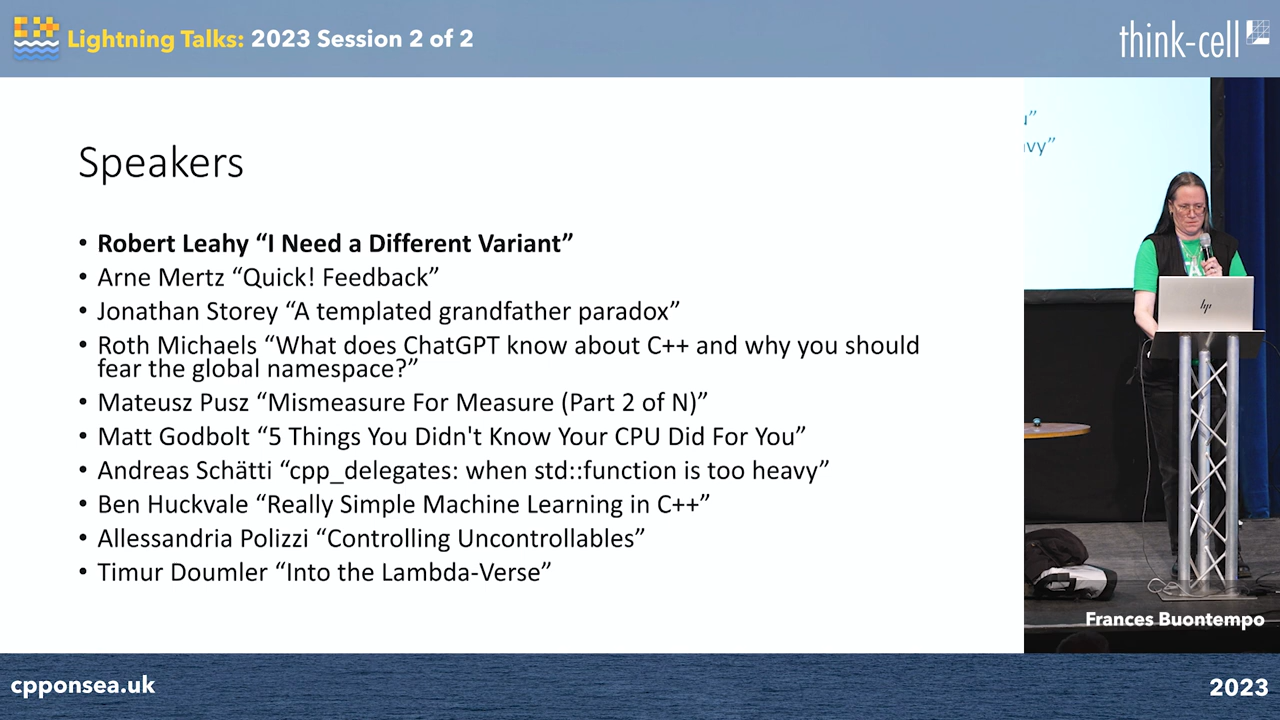 Lightning Talks: 2023 Session 2 of 2
think-cell
Speakers
• Robert Leahy “I Need a Different Variant”
• Arne Mertz “Quick! Feedback”
• Jonathan Storey “A templated grandfather paradox”
• Roth Michaels “What does ChatGPT know about C++ and why you should
fear the global namespace?”
• Mateusz Pusz “Mismeasure For Measure (Part 2 of N)”
• Matt Godbolt “5 Things You Didn't Know Your CPU Did For You”
• Andreas Schätti “cpp_delegates: when std::function is too heavy”
• Ben Huckvale “Really Simple Machine Learning in C++”
• Allessandria Polizzi “Controlling Uncontrollables”
• Timur Doumler “Into the Lambda-Verse”
hp
Frances Buontempo
cpponsea.uk
2023